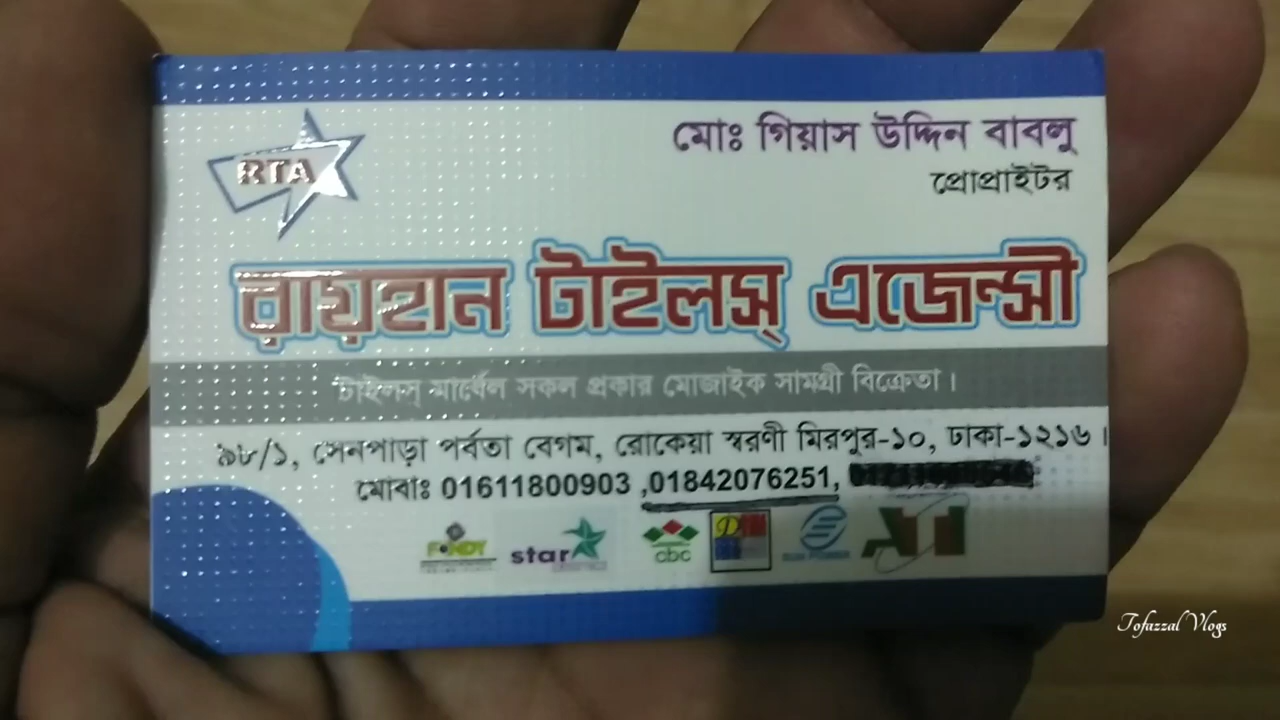 RTA
মোঃ গিয়াস উদ্দিন বাবলু
প্রোপ্রাইটর
রায়হান টাইলস্ এজেন্সী
টাইলস্ মার্বেল সকল প্রকার মোজাইক সামগ্রী বিক্রেতা।
৯৮/১, সেনপাড়া পর্বতা বেগম, রোকেয়া স্বরণী মিরপুর-১০, ঢাকা-১২১৬।
মোবাঃ 01611800903 ,01842076251,
star cbc
Tofazzal Vlogs